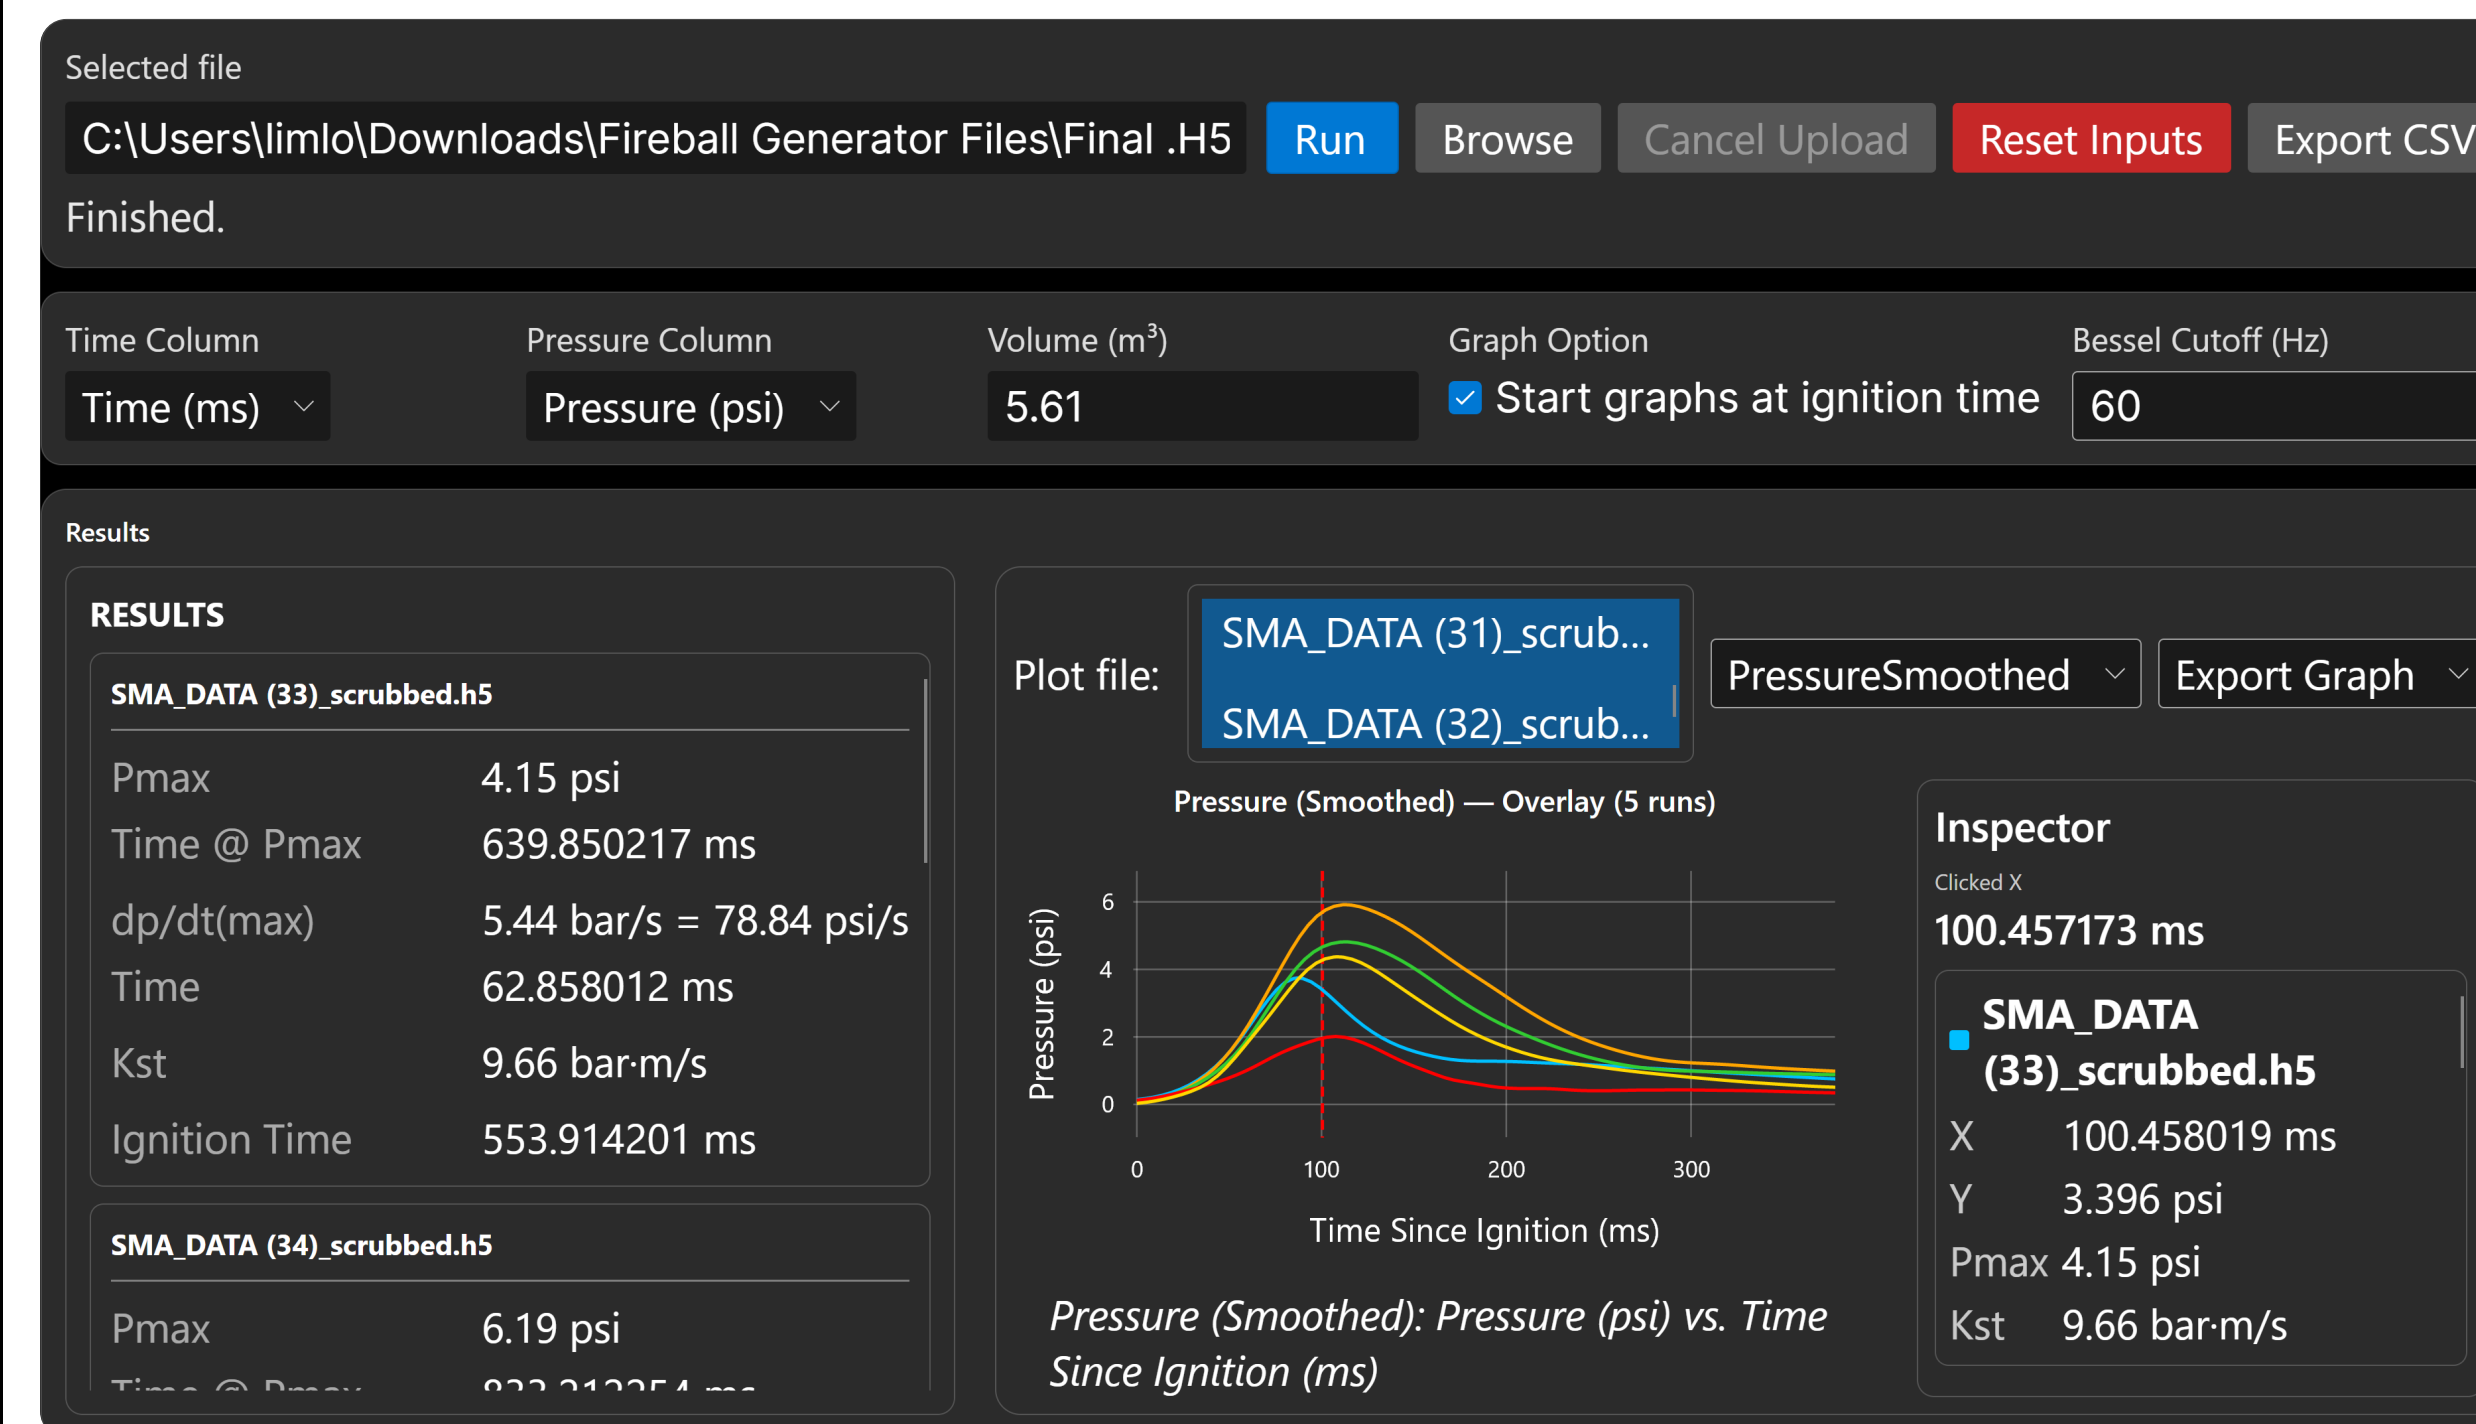 Selected file
C:\Users\limlo\Downloads\Fireball Generator Files\Final .H5
Run
Browse
Cancel Upload
Reset Inputs
Export CSV
Finished.
Time Column
Pressure Column
Volume (m³)
Graph Option
Bessel Cutoff (Hz)
Time (ms)
Pressure (psi)
5.61
Start graphs at ignition time
60
Results
RESULTS
SMA_DATA (33)_scrubbed.h5
Pmax 4.15 psi
Time @ Pmax 639.850217 ms
dp/dt(max) 5.44 bar/s = 78.84 psi/s
Time 62.858012 ms
Kst 9.66 bar·m/s
Ignition Time 553.914201 ms
SMA_DATA (34)_scrubbed.h5
Pmax 6.19 psi
Time @ Pmax 833.213354 ms
Plot file:
SMA_DATA (31)_scrub...
SMA_DATA (32)_scrub...
PressureSmoothed
Export Graph
Pressure (Smoothed) — Overlay (5 runs)
Pressure (psi)
6
4
2
0
0 100 200 300
Time Since Ignition (ms)
Pressure (Smoothed): Pressure (psi) vs. Time
Since Ignition (ms)
Inspector
Clicked X
100.457173 ms
SMA_DATA
(33)_scrubbed.h5
X 100.458019 ms
Y 3.396 psi
Pmax 4.15 psi
Kst 9.66 bar·m/s